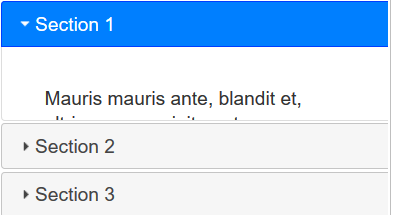 Section 1
Mauris mauris ante, blandit et,
Section 2
Section 3